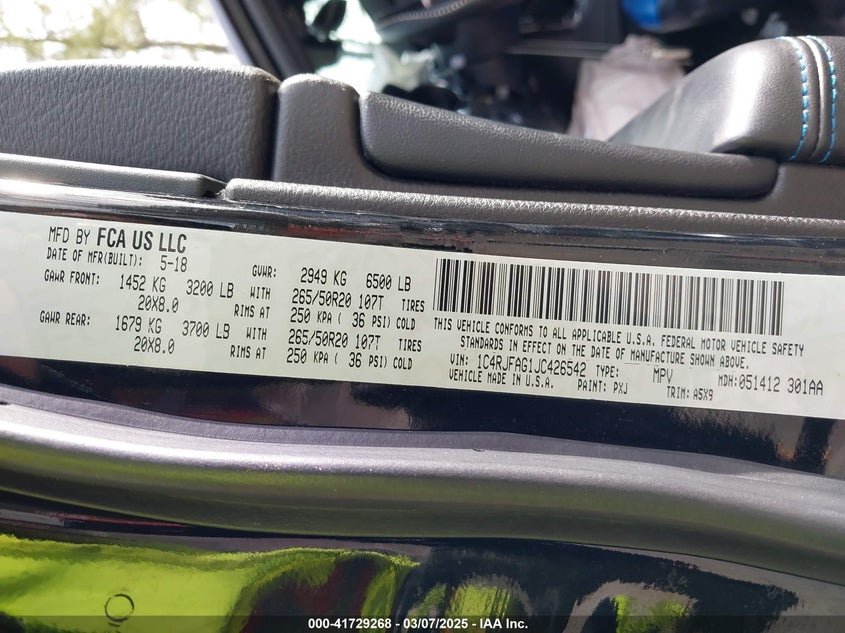 MFD BY FCA US LLC
DATE OF MFR(BUILT): 5-18
GVWR: 2949 KG 6500 LB
GAWR FRONT: 1452 KG 3200 LB WITH 265/50R20 107T TIRES
20X8.0 RIMS AT 250 KPA ( 36 PSI) COLD
GAWR REAR: 1679 KG 3700 LB WITH 265/50R20 107T TIRES
20X8.0 RIMS AT 250 KPA ( 36 PSI) COLD
THIS VEHICLE CONFORMS TO ALL APPLICABLE U.S.A. FEDERAL MOTOR VEHICLE SAFETY
STANDARDS IN EFFECT ON THE DATE OF MANUFACTURE SHOWN ABOVE.
VIN: 1C4RJFAG1JC426542 TYPE: MPV MDH:051412 301AA
VEHICLE MADE IN U.S.A. PAINT: PXJ TRIM: A5X9
000-41729268 - 03/07/2025 - IAAI.COM